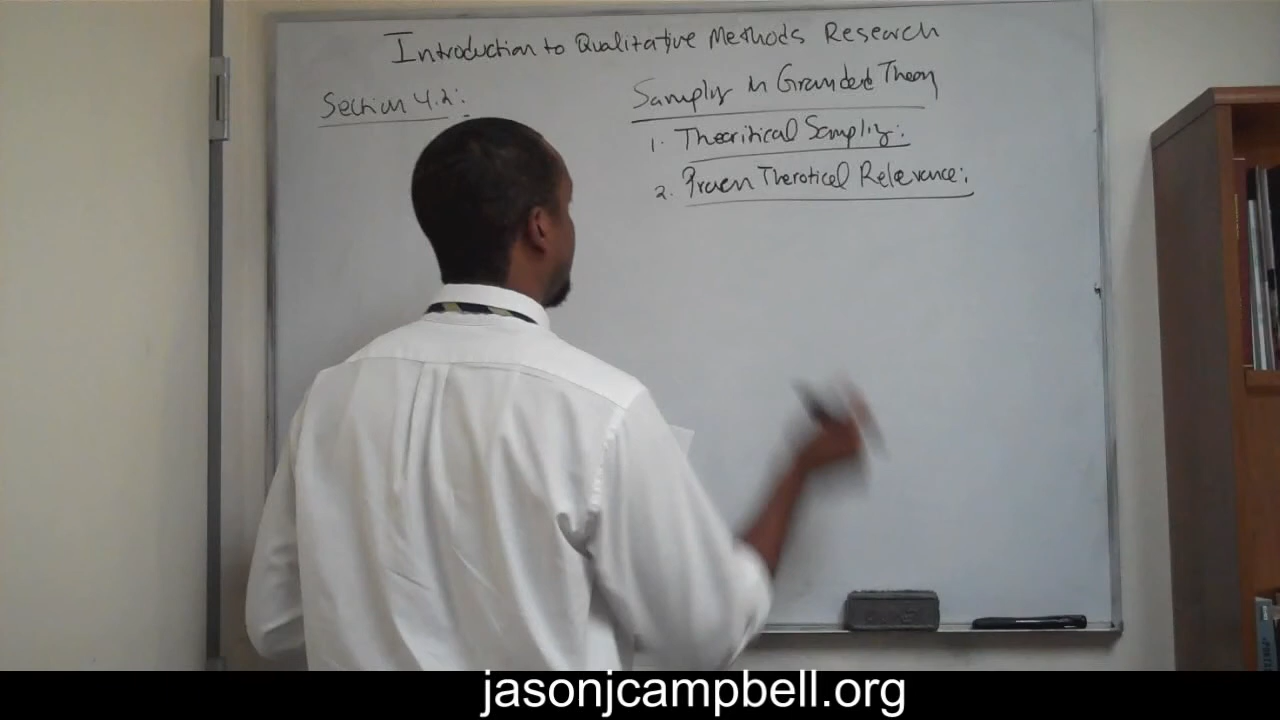 Introduction to Qualitative Methods Research
Section 4.2:
Sampling in Grounded Theory
1. Theoritical Sampling:
2. Proven Therotical Relevance:
jasonjcampbell.org